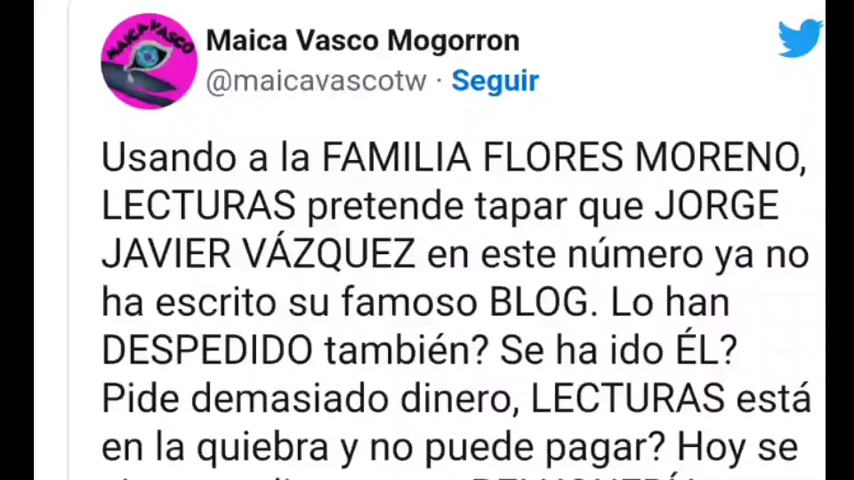 MAICA VASCO
Maica Vasco Mogorron
@maicavascotw · Seguir
Usando a la FAMILIA FLORES MORENO,
LECTURAS pretende tapar que JORGE
JAVIER VÁZQUEZ en este número ya no
ha escrito su famoso BLOG. Lo han
DESPEDIDO también? Se ha ido ÉL?
Pide demasiado dinero, LECTURAS está
en la quiebra y no puede pagar? Hoy se